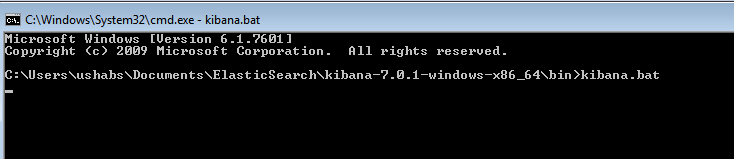 C:\Windows\System32\cmd.exe - kibana.bat
Microsoft Windows [Version 6.1.7601]
Copyright (c) 2009 Microsoft Corporation.  All rights reserved.
C:\Users\ushabs\Documents\ElasticSearch\kibana-7.0.1-windows-x86_64\bin>kibana.bat